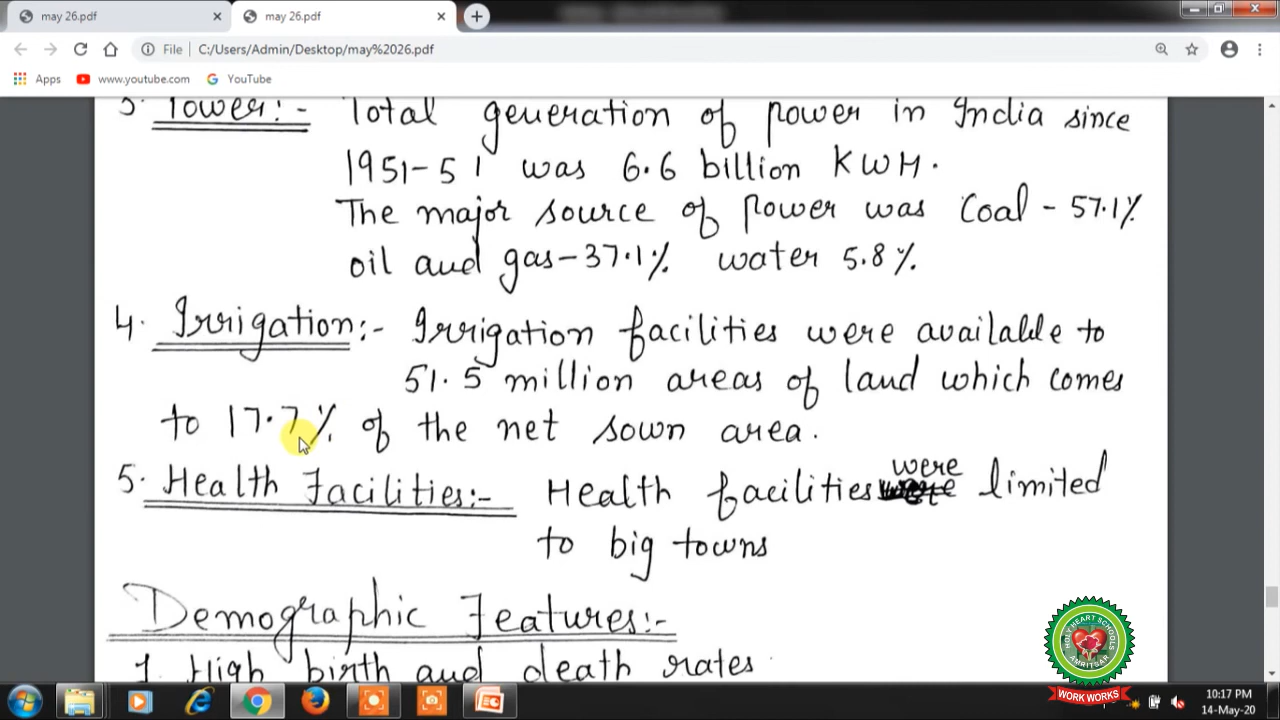 may 26.pdf
may 26.pdf
File C:/Users/Admin/Desktop/may%2026.pdf
Apps www.youtube.com YouTube
3. Power:- Total generation of power in India since
1951-51 was 6.6 billion KWH.
The major source of power was Coal - 57.1%
oil and gas-37.1% water 5.8%.
4. Irrigation:- Irrigation facilities were available to
51.5 million areas of land which comes
to 17.7% of the net sown area.
5. Health Facilities:- Health facilities were limited
to big towns
Demographic Features:-
1. High birth and death rates
HOLY HEART SCHOOLS
AMRITSAR
WORK WORKS
10:17 PM
14-May-20